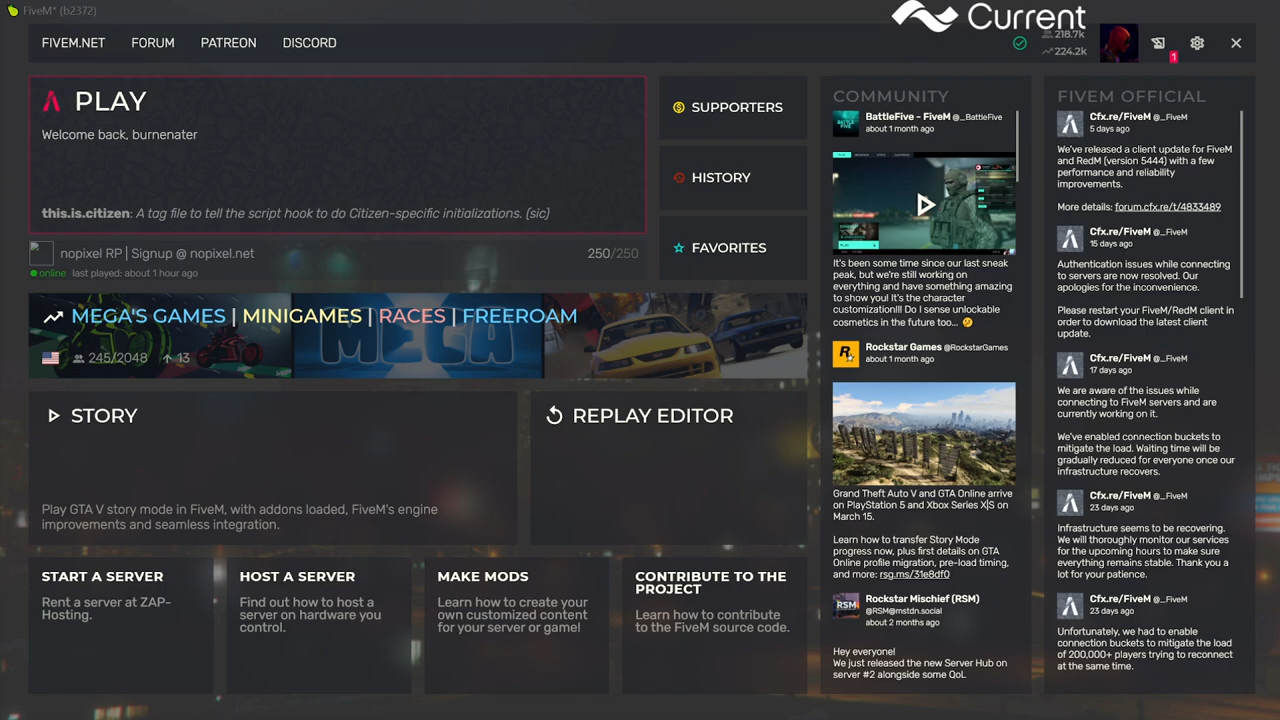 FiveM* (b2372)
Current
FIVEM.NET
FORUM
PATREON
DISCORD
218.7k
224.2k
1
PLAY
Welcome back, burnenater
this.is.citizen: A tag file to tell the script hook to do Citizen-specific initializations. (sic)
nopixel RP | Signup @ nopixel.net
250/250
online last played: about 1 hour ago
SUPPORTERS
HISTORY
FAVORITES
MEGA'S GAMES | MINIGAMES | RACES | FREEROAM
MEGA
245/2048
13
STORY
Play GTA V story mode in FiveM, with addons loaded, FiveM's engine
improvements and seamless integration.
REPLAY EDITOR
START A SERVER
Rent a server at ZAP-
Hosting.
HOST A SERVER
Find out how to host a
server on hardware you
control.
MAKE MODS
Learn how to create your
own customized content
for your server or game!
CONTRIBUTE TO THE
PROJECT
Learn how to contribute
to the FiveM source code.
COMMUNITY
BattleFive - FiveM @_BattleFive
about 1 month ago
It's been some time since our last sneak
peak, but we're still working on
everything and have something amazing
to show you! It's the character
customization!!! Do I sense unlockable
cosmetics in the future too...
Rockstar Games @RockstarGames
about 1 month ago
Grand Theft Auto V and GTA Online arrive
on PlayStation 5 and Xbox Series X|S on
March 15.
Learn how to transfer Story Mode
progress now, plus first details on GTA
Online profile migration, pre-load timing,
and more: rsg.ms/31e8df0
RSM
Rockstar Mischief (RSM)
@RSM@mstdn.social
about 2 months ago
Hey everyone!
We just released the new Server Hub on
server #2 alongside some QoL
FIVEM OFFICIAL
Cfx.re/FiveM @_FiveM
5 days ago
We've released a client update for FiveM
and RedM (version 5444) with a few
performance and reliability
improvements.
More details: forum.cfx.re/t/4833489
Cfx.re/FiveM @_FiveM
15 days ago
Authentication issues while connecting
to servers are now resolved. Our
apologies for the inconvenience.
Please restart your FiveM/RedM client in
order to download the latest client
update.
Cfx.re/FiveM @_FiveM
17 days ago
We are aware of the issues while
connecting to FiveM servers and are
currently working on it.
We've enabled connection buckets to
mitigate the load. Waiting time will be
gradually reduced for everyone once our
infrastructure recovers.
Cfx.re/FiveM @_FiveM
23 days ago
Infrastructure seems to be recovering.
We will thoroughly monitor our services
for the upcoming hours to make sure
everything remains stable. Thank you a
lot for your patience.
Cfx.re/FiveM @_FiveM
23 days ago
Unfortunately, we had to enable
connection buckets to mitigate the load
of 200,000+ players trying to reconnect
at the same time.